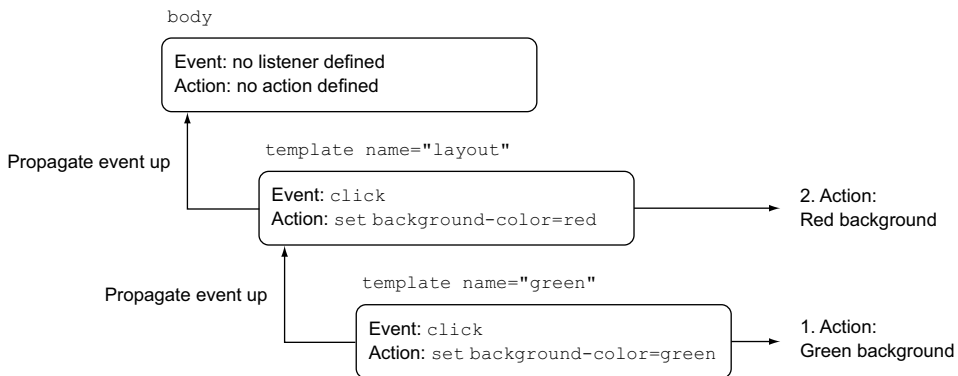 body
Event: no listener defined
Action: no action defined
Propagate event up
template name="layout"
Event: click
Action: set background-color=red
2. Action:
Red background
Propagate event up
template name="green"
Event: click
Action: set background-color=green
1. Action:
Green background